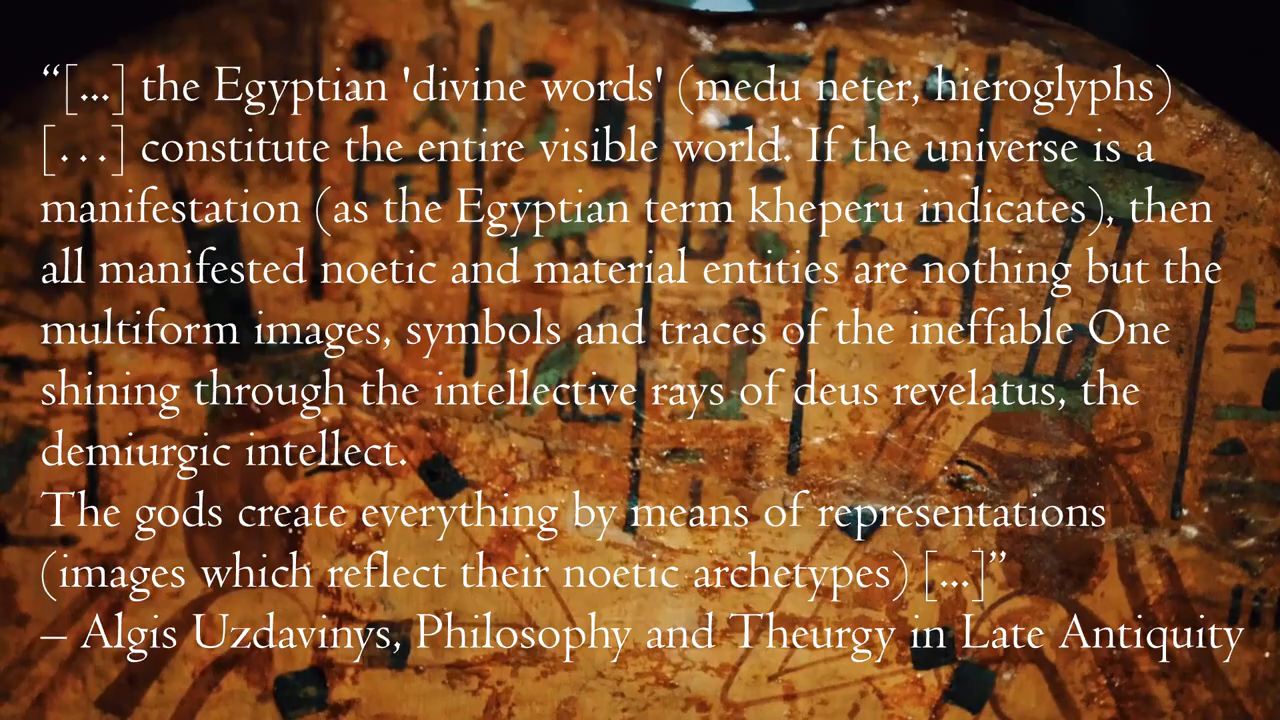 “[...] the Egyptian 'divine words' (medu neter, hieroglyphs)
[…] constitute the entire visible world. If the universe is a
manifestation (as the Egyptian term kheperu indicates), then
all manifested noetic and material entities are nothing but the
multiform images, symbols and traces of the ineffable One
shining through the intellective rays of deus revelatus, the
demiurgic intellect.
The gods create everything by means of representations
(images which reflect their noetic archetypes) [...]”
– Algis Uzdavinys, Philosophy and Theurgy in Late Antiquity